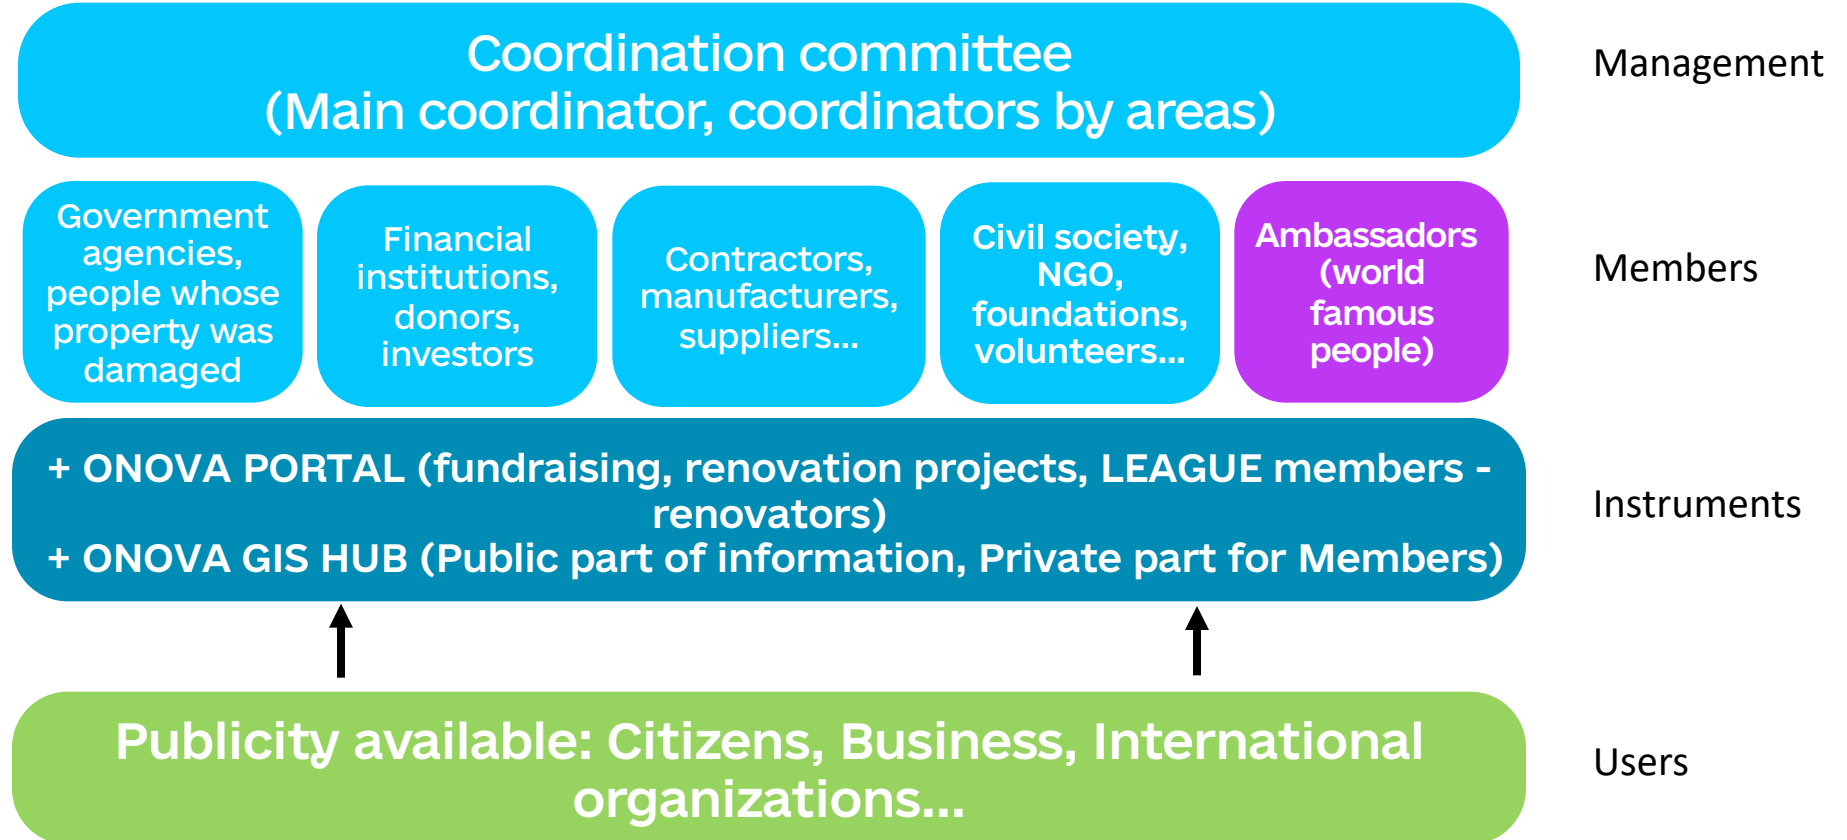 Coordination committee
(Main coordinator, coordinators by areas)
Management
Government
agencies,
people whose
property was
damaged
Financial
institutions,
donors,
investors
Contractors,
manufacturers,
suppliers...
Civil society,
NGO,
foundations,
volunteers...
Ambassadors
(world
famous
people)
Members
+ ONOVA PORTAL (fundraising, renovation projects, LEAGUE members -
renovators)
+ ONOVA GIS HUB (Public part of information, Private part for Members)
Instruments
Publicity available: Citizens, Business, International
organizations...
Users